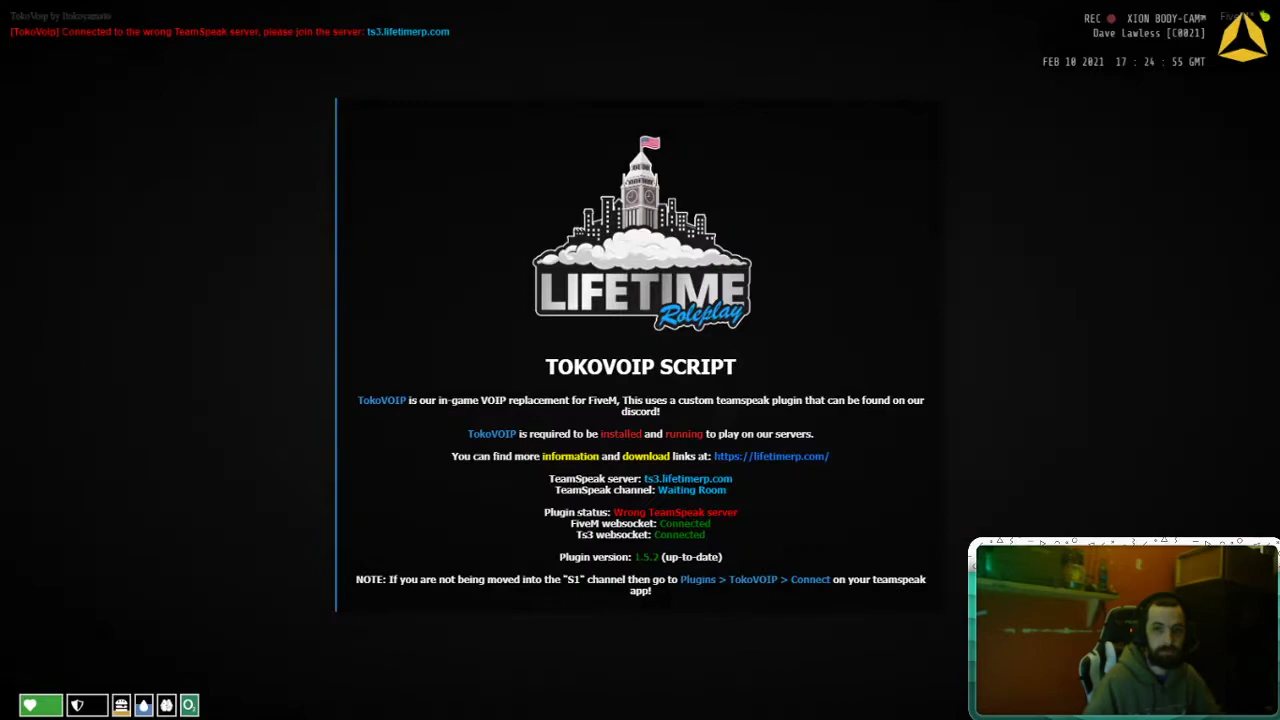 TokoVoip by Itokoyamato
[TokoVoip] Connected to the wrong TeamSpeak server, please join the server: ts3.lifetimerp.com
REC XION BODY-CAM™
FiveM
Dave Lawless [C0021]
FEB 10 2021 17 : 24 : 55 GMT
LIFETIME
Roleplay
TOKOVOIP SCRIPT
TokoVOIP is our in-game VOIP replacement for FiveM, This uses a custom teamspeak plugin that can be found on our
discord!
TokoVOIP is required to be installed and running to play on our servers.
You can find more information and download links at: https://lifetimerp.com/
TeamSpeak server: ts3.lifetimerp.com
TeamSpeak channel: Waiting Room
Plugin status: Wrong TeamSpeak server
FiveM websocket: Connected
Ts3 websocket: Connected
Plugin version: 1.5.2 (up-to-date)
NOTE: If you are not being moved into the "S1" channel then go to Plugins > TokoVOIP > Connect on your teamspeak
app!
O2